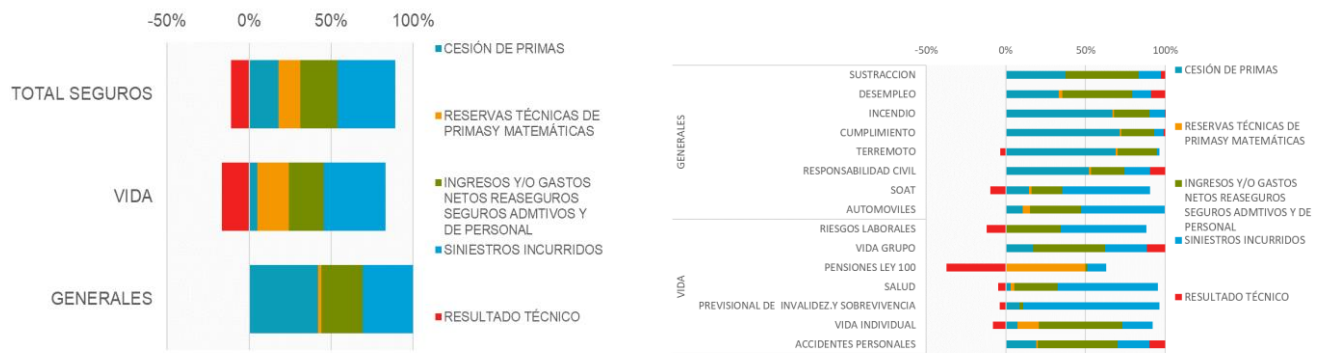 -50% 0% 50% 100%
CESIÓN DE PRIMAS
TOTAL SEGUROS
RESERVAS TÉCNICAS DE
PRIMASY MATEMÁTICAS
VIDA
INGRESOS Y/O GASTOS
NETOS REASEGUROS
SEGUROS ADMTIVOS Y
DE PERSONAL
SINIESTROS INCURRIDOS
GENERALES
RESULTADO TÉCNICO
-50% 0% 50% 100%
GENERALES
SUSTRACCION
DESEMPLEO
INCENDIO
CUMPLIMIENTO
TERREMOTO
RESPONSABILIDAD CIVIL
SOAT
AUTOMOVILES
VIDA
RIESGOS LABORALES
VIDA GRUPO
PENSIONES LEY 100
SALUD
PREVISIONAL DE INVALIDEZ.Y SOBREVIVENCIA
VIDA INDIVIDUAL
ACCIDENTES PERSONALES
CESIÓN DE PRIMAS
RESERVAS TÉCNICAS DE
PRIMASY MATEMÁTICAS
INGRESOS Y/O GASTOS
NETOS REASEGUROS
SEGUROS ADMTIVOS Y DE
PERSONAL
SINIESTROS INCURRIDOS
RESULTADO TÉCNICO